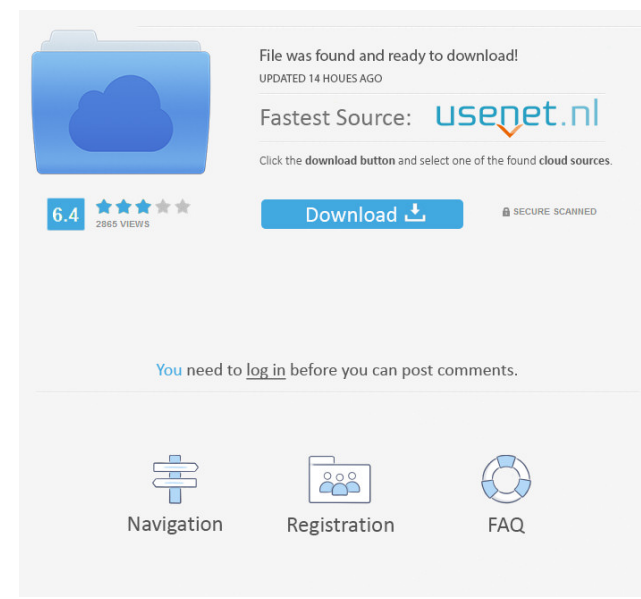 File was found and ready to download!
UPDATED 14 HOUES AGO
Fastest Source: usenet.nl
Click the download button and select one of the found cloud sources.
6.4
2865 VIEWS
Download
SECURE SCANNED
You need to log in before you can post comments.
Navigation
Registration
FAQ